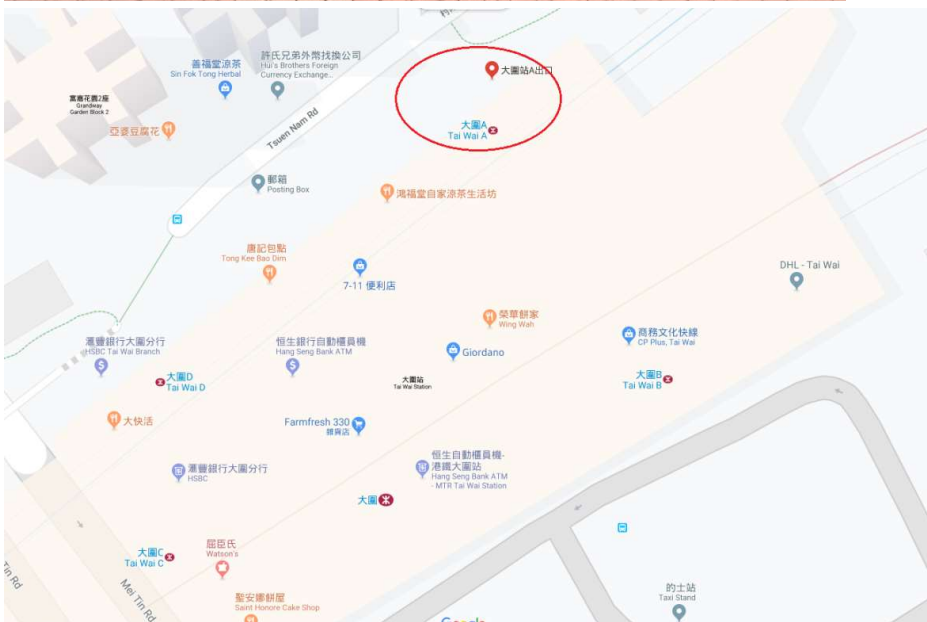 許氏兄弟外幣找換公司
Hui's Brothers Foreign
Currency Exchange...
善福堂涼茶
Sin Fok Tong Herbal
大圍站A出口
富嘉花園2座
Grandway
Garden Block 2
亞婆豆腐花
Tsuen Nam Rd
大圍A
Tai Wai A
郵箱
Posting Box
鴻福堂自家涼茶生活坊
唐記包點
Tong Kee Bao Dim
7-11 便利店
DHL - Tai Wai
榮華餅家
Wing Wah
商務文化快線
CP Plus, Tai Wai
滙豐銀行大圍分行
HSBC Tai Wai Branch
恒生銀行自動櫃員機
Hang Seng Bank ATM
Giordano
大圍D
Tai Wai D
大圍站
Tai Wai Station
大圍B
Tai Wai B
大快活
Farmfresh 330
雜貨店
滙豐銀行大圍分行
HSBC
恒生自動櫃員機-
港鐵大圍站
Hang Seng Bank ATM
- MTR Tai Wai Station
大圍
大圍C
Tai Wai C
屈臣氏
Watson's
Tin Rd
Mei Tin Rd
聖安娜餅屋
Saint Honore Cake Shop
的士站
Taxi Stand
Google